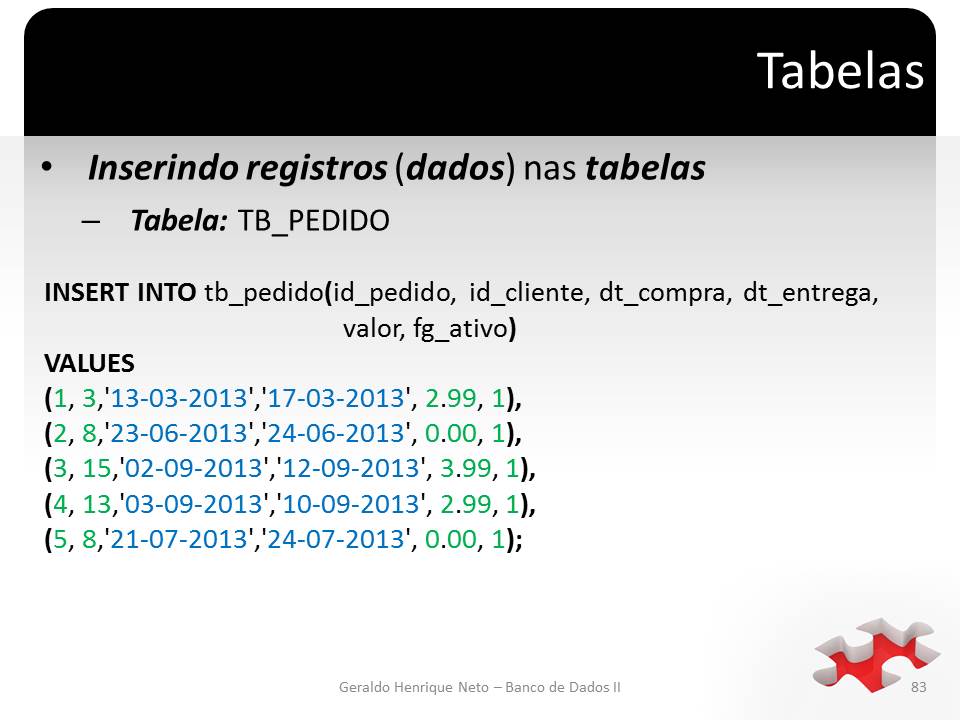 Tabelas
• Inserindo registros (dados) nas tabelas
– Tabela: TB_PEDIDO
INSERT INTO tb_pedido(id_pedido, id_cliente, dt_compra, dt_entrega,
valor, fg_ativo)
VALUES
(1, 3,'13-03-2013','17-03-2013', 2.99, 1),
(2, 8,'23-06-2013','24-06-2013', 0.00, 1),
(3, 15,'02-09-2013','12-09-2013', 3.99, 1),
(4, 13,'03-09-2013','10-09-2013', 2.99, 1),
(5, 8,'21-07-2013','24-07-2013', 0.00, 1);
Geraldo Henrique Neto – Banco de Dados II
83